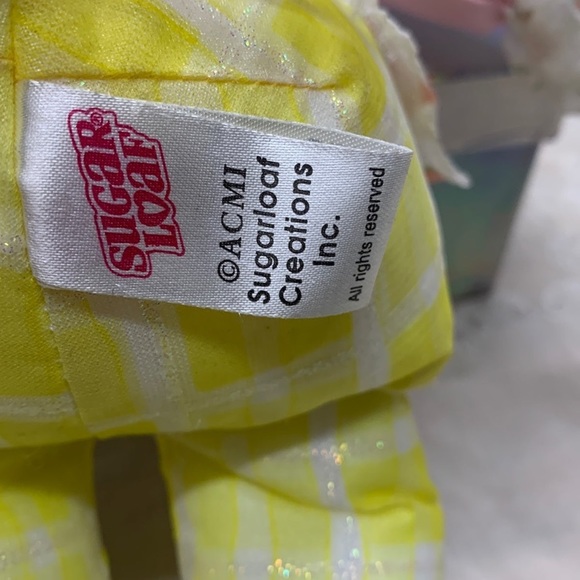 SUGAR®
LOAF
©ACMI
Sugarloaf
Creations
Inc.
All rights reserved